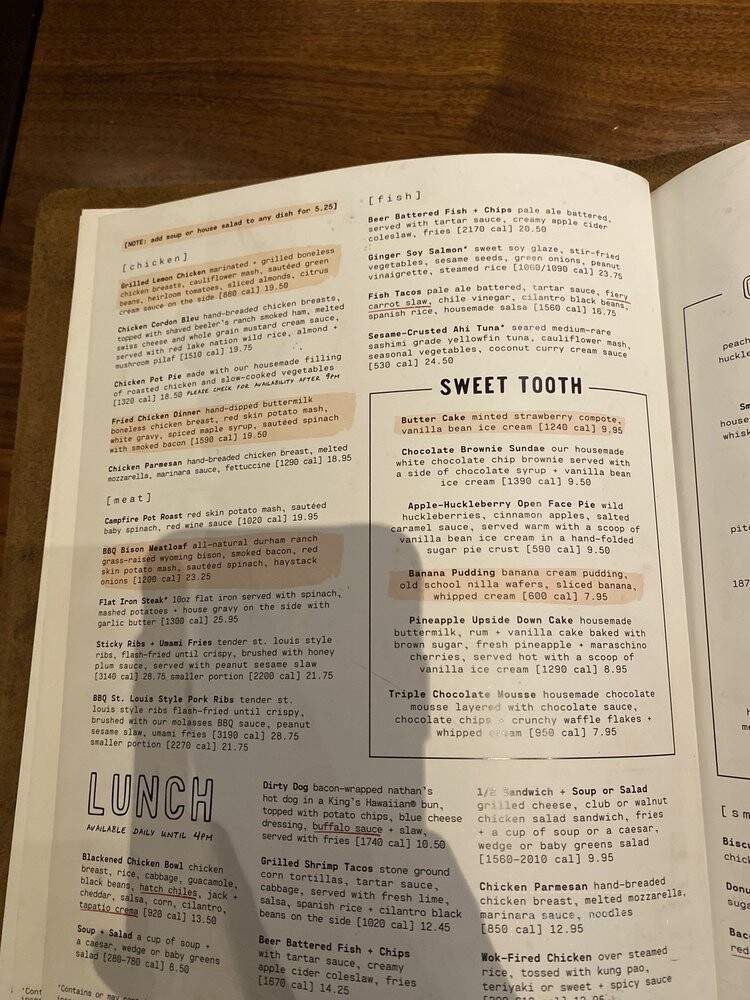 [NOTE: add soup or house salad to any dish for 5.25]
[chicken]
Grilled Lemon Chicken marinated + grilled boneless
chicken breasts, cauliflower mash, sautéed green
beans, heirloom tomatoes, sliced almonds, citrus
cream sauce on the side [880 cal] 19.50
Chicken Cordon Bleu hand-breaded chicken breasts,
topped with shaved beeler's ranch smoked ham, melted
swiss cheese and whole grain mustard cream sauce,
served with red lake nation wild rice, almond +
mushroom pilaf [1510 cal] 19.75
Chicken Pot Pie made with our housemade filling
of roasted chicken and slow-cooked vegetables
[1320 cal] 18.50 PLEASE CHECK FOR AVAILABILITY AFTER 9PM
Fried Chicken Dinner hand-dipped buttermilk
boneless chicken breast, red skin potato mash,
white gravy, spiced maple syrup, sautéed spinach
with smoked bacon [1590 cal] 19.50
Chicken Parmesan hand-breaded chicken breast, melted
mozzarella, marinara sauce, fettuccine [1290 cal] 18.95
[meat]
Campfire Pot Roast red skin potato mash, sautéed
baby spinach, red wine sauce [1020 cal] 19.95
BBQ Bison Meatloaf all-natural durham ranch
grass-raised wyoming bison, smoked bacon, red
skin potato mash, sautéed spinach, haystack
onions [1200 cal] 23.25
Flat Iron Steak* 10oz flat iron served with spinach,
mashed potatoes + house gravy on the side with
garlic butter [1300 cal] 25.95
Sticky Ribs + Umami Fries tender st. louis style
ribs, flash-fried until crispy, brushed with honey
plum sauce, served with peanut sesame slaw
[3140 cal] 28.75 smaller portion [2200 cal] 21.75
BBQ St. Louis Style Pork Ribs tender st.
louis style ribs flash-fried until crispy,
brushed with our molasses BBQ sauce, peanut
sesame slaw, umami fries [3190 cal] 28.75
smaller portion [2270 cal] 21.75
[fish]
Beer Battered Fish + Chips pale ale battered,
served with tartar sauce, creamy apple cider
coleslaw, fries [2170 cal] 20.50
Ginger Soy Salmon* sweet soy glaze, stir-fried
vegetables, sesame seeds, green onions, peanut
vinaigrette, steamed rice [1060/1090 cal] 23.75
Fish Tacos pale ale battered, tartar sauce, fiery
carrot slaw, chile vinegar, cilantro black beans,
spanish rice, housemade salsa [1560 cal] 16.75
Sesame-Crusted Ahi Tuna* seared medium-rare
sashimi grade yellowfin tuna, cauliflower mash,
seasonal vegetables, coconut curry cream sauce
[530 cal] 24.50
SWEET TOOTH
Butter Cake minted strawberry compote,
vanilla bean ice cream [1240 cal] 9.95
Chocolate Brownie Sundae our housemade
white chocolate chip brownie served with
a side of chocolate syrup + vanilla bean
ice cream [1390 cal] 9.50
Apple-Huckleberry Open Face Pie wild
huckleberries, cinnamon apples, salted
caramel sauce, served warm with a scoop of
vanilla bean ice cream in a hand-folded
sugar pie crust [590 cal] 9.50
Banana Pudding banana cream pudding,
old school nilla wafers, sliced banana,
whipped cream [600 cal] 7.95
Pineapple Upside Down Cake housemade
buttermilk, rum + vanilla cake baked with
brown sugar, fresh pineapple + maraschino
cherries, served hot with a scoop of
vanilla ice cream [1290 cal] 8.95
Triple Chocolate Mousse housemade chocolate
mousse layered with chocolate sauce,
chocolate chips + crunchy waffle flakes +
whipped cream [950 cal] 7.95
LUNCH
AVAILABLE DAILY UNTIL 4PM
Blackened Chicken Bowl chicken
breast, rice, cabbage, guacamole,
black beans, hatch chiles, jack +
cheddar, salsa, corn, cilantro,
tapatio crema [920 cal] 13.50
Soup + Salad a cup of soup +
a caesar, wedge or baby greens
salad [280-780 cal] 8.50
Dirty Dog bacon-wrapped nathan's
hot dog in a King's Hawaiian® bun,
topped with potato chips, blue cheese
dressing, buffalo sauce + slaw,
served with fries [1740 cal] 10.50
Grilled Shrimp Tacos stone ground
corn tortillas, tartar sauce,
cabbage, served with fresh lime,
salsa, spanish rice + cilantro black
beans on the side [1020 cal] 12.45
Beer Battered Fish + Chips
with tartar sauce, creamy
apple cider coleslaw, fries
[1670 cal] 14.25
1/2 Sandwich + Soup or Salad
grilled cheese, club or walnut
chicken salad sandwich, fries
+ a cup of soup or a caesar,
wedge or baby greens salad
[1560-2010 cal] 9.95
Chicken Parmesan hand-breaded
chicken breast, melted mozzarella,
marinara sauce, noodles
[850 cal] 12.95
Wok-Fired Chicken over steamed
rice, tossed with kung pao,
teriyaki or sweet + spicy sauce
*Contains or may
peach
huckle
house
whisk
187
[sm
Biscu
chick
Donu
suga
Bac
red